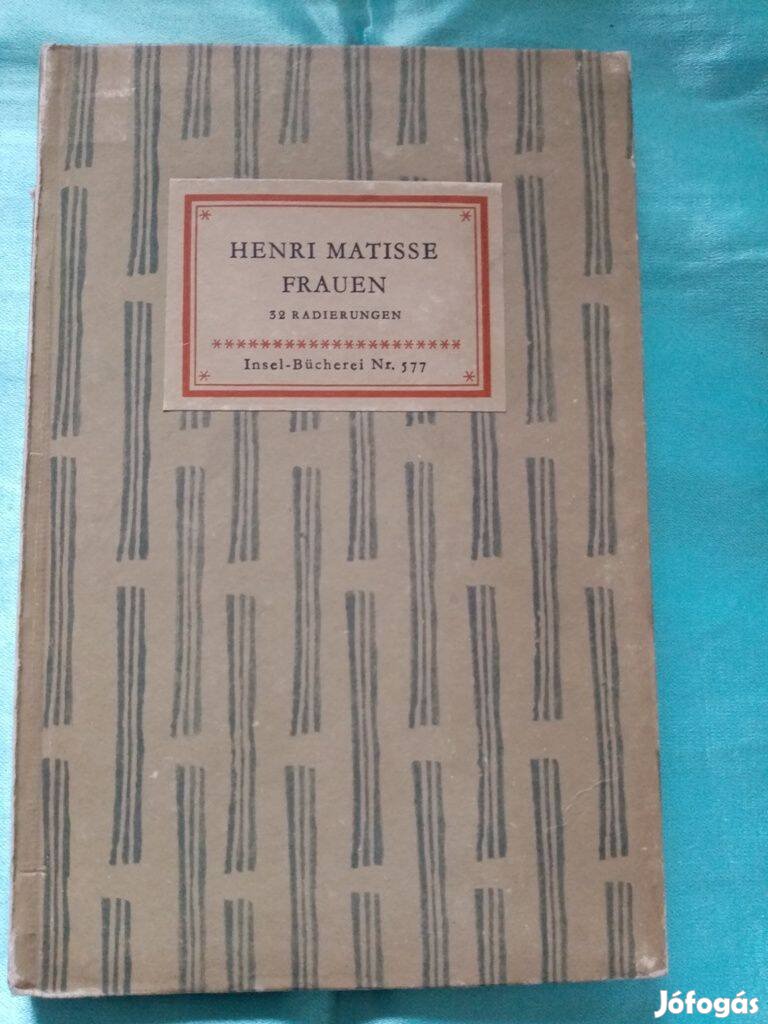 HENRI MATISSE
FRAUEN
32 RADIERUNGEN
*********************
Insel-Bücherei Nr. 577
Jófogás